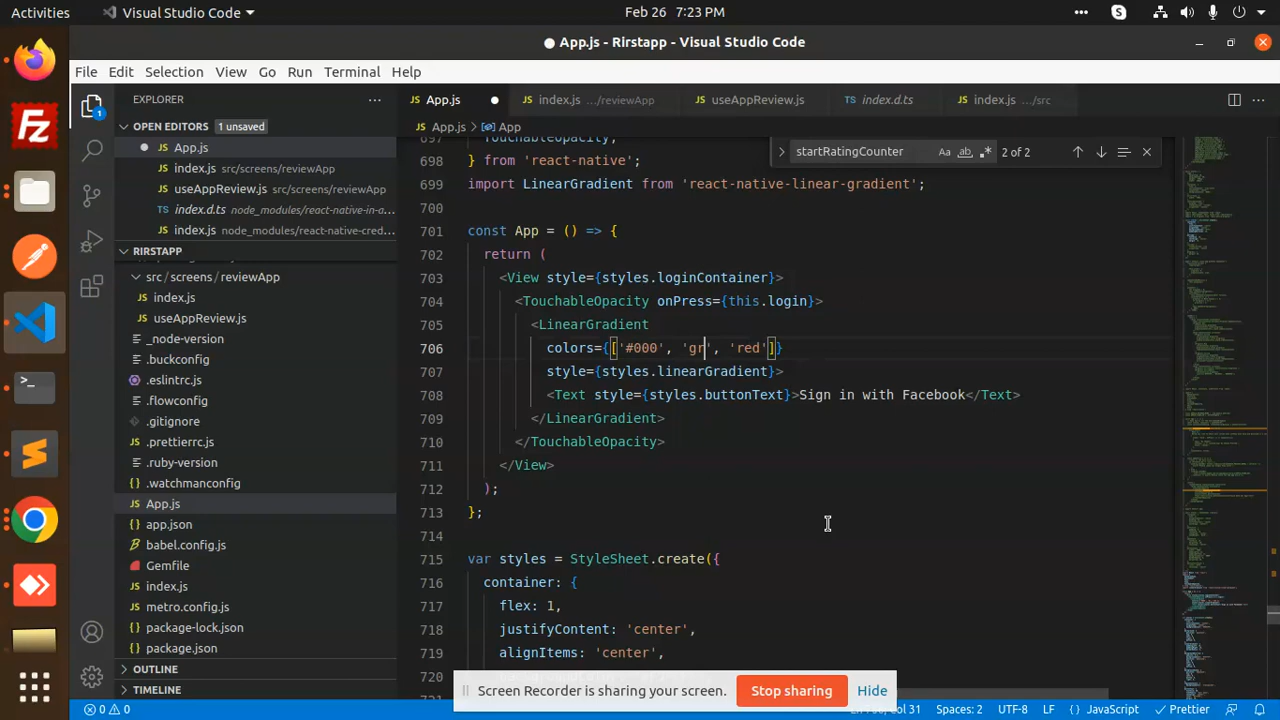 Activities
Visual Studio Code
Feb 26 7:23 PM
● App.js - Rirstapp - Visual Studio Code
File Edit Selection View Go Run Terminal Help
EXPLORER
App.js
index.js .../reviewApp
useAppReview.js
index.d.ts
index.js .../src
OPEN EDITORS 1 unsaved
App.js
index.js src/screens/reviewApp
useAppReview.js src/screens/reviewApp
TS index.d.ts node_modules/react-native-in-a...
index.js node_modules/react-native-cred...
RIRSTAPP
src/screens/reviewApp
index.js
useAppReview.js
_node-version
.buckconfig
.eslintrc.js
.flowconfig
.gitignore
.prettierrc.js
.ruby-version
.watchmanconfig
App.js
app.json
babel.config.js
Gemfile
index.js
metro.config.js
package-lock.json
package.json
OUTLINE
TIMELINE
App.js > App
startRatingCounter
Aa ab .*
2 of 2
697 TouchableOpacity,
698 } from 'react-native';
699 import LinearGradient from 'react-native-linear-gradient';
700
701 const App = () => {
702 return (
703 <View style={styles.loginContainer}>
704 <TouchableOpacity onPress={this.login}>
705 <LinearGradient
706 colors={['#000', 'gr', 'red']}
707 style={styles.linearGradient}>
708 <Text style={styles.buttonText}>Sign in with Facebook</Text>
709 </LinearGradient>
710 </TouchableOpacity>
711 </View>
712 );
713 };
714
715 var styles = StyleSheet.create({
716 container: {
717 flex: 1,
718 justifyContent: 'center',
719 alignItems: 'center',
720
Screen Recorder is sharing your screen.
Stop sharing
Hide
0 0
Col 31
Spaces: 2
UTF-8
LF
{ } JavaScript
Prettier